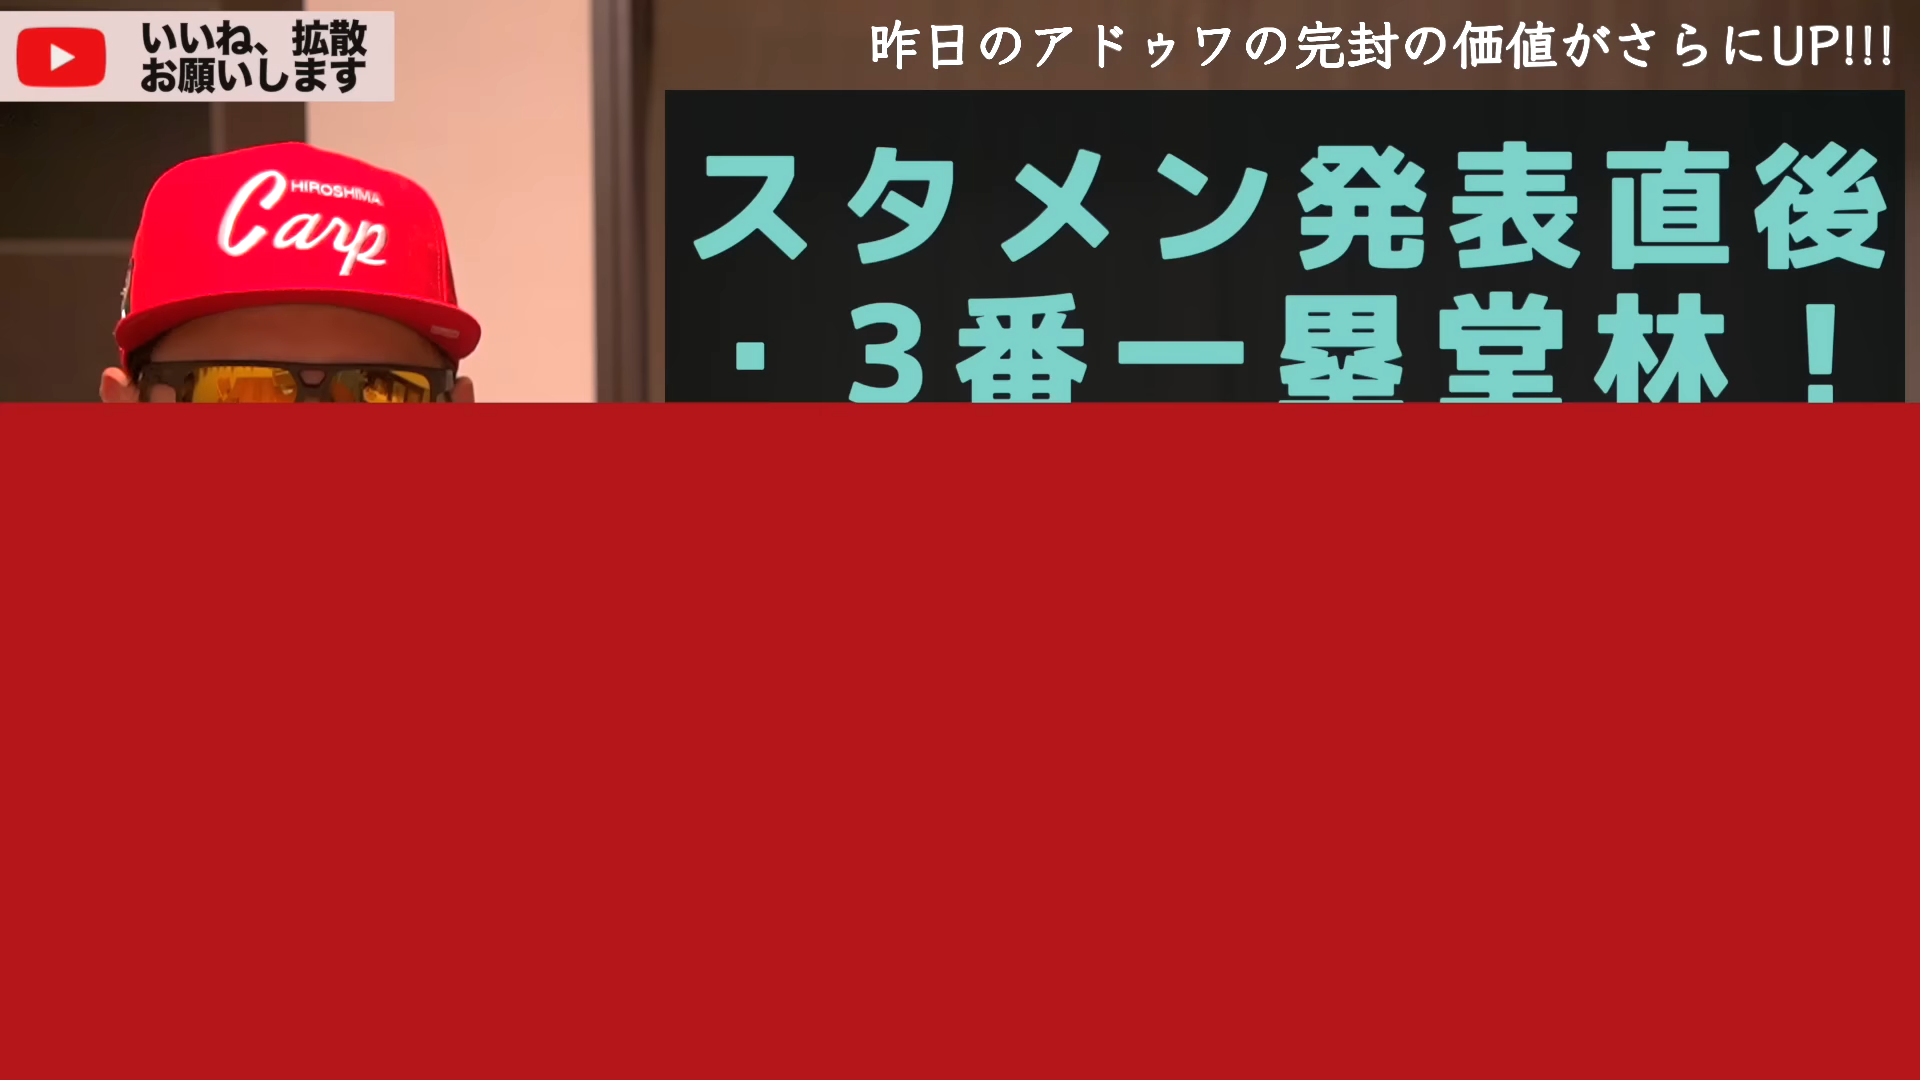 いいね、拡散
お願いします
昨日のアドゥワの完封の価値がさらにUP!!!
HIROSHIMA
Carp
スタメン発表直後
・3番一塁堂林！